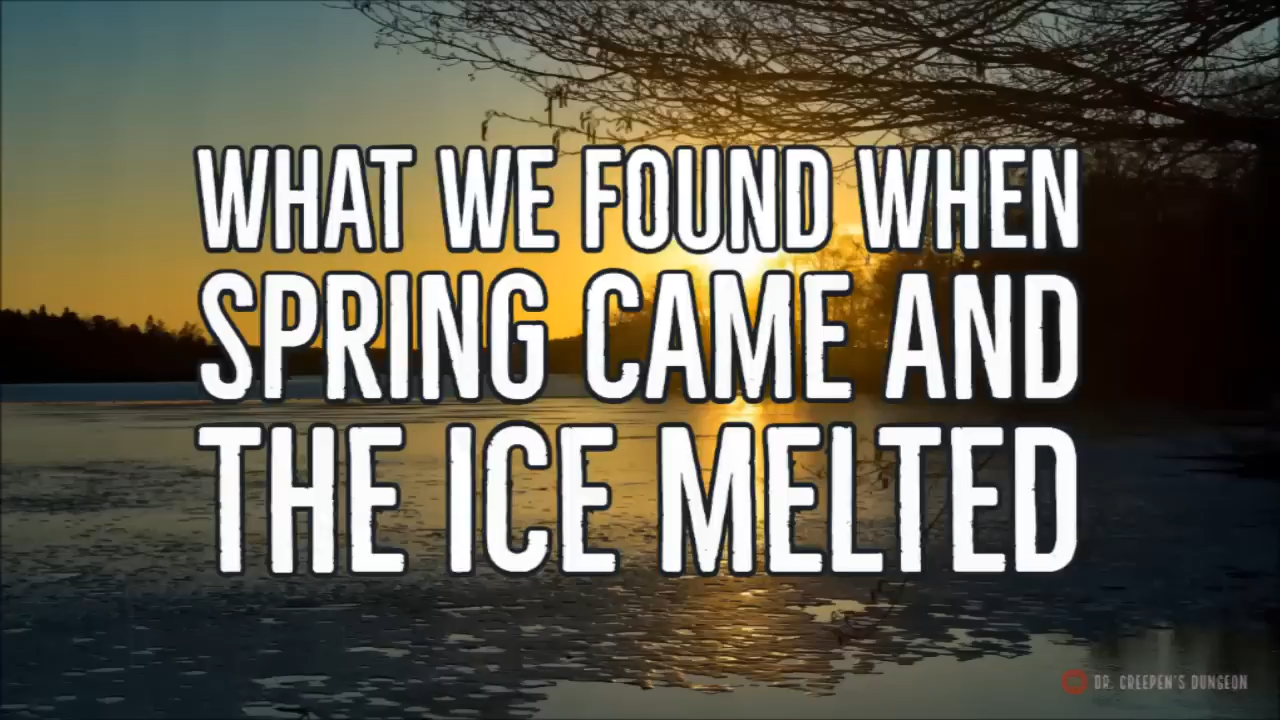 WHAT WE FOUND WHEN
SPRING CAME AND
THE ICE MELTED
DR. CREEPEN'S DUNGEON